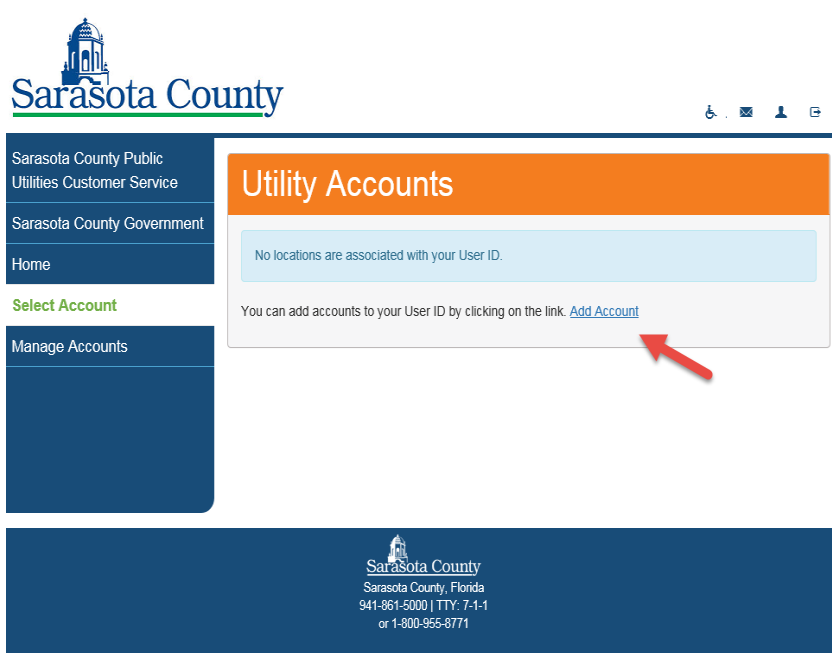 Sarasota County
Sarasota County Public
Utilities Customer Service
Sarasota County Government
Home
Select Account
Manage Accounts
Utility Accounts
No locations are associated with your User ID.
You can add accounts to your User ID by clicking on the link. Add Account
Sarasota County
Sarasota County, Florida
941-861-5000 | TTY: 7-1-1
or 1-800-955-8771